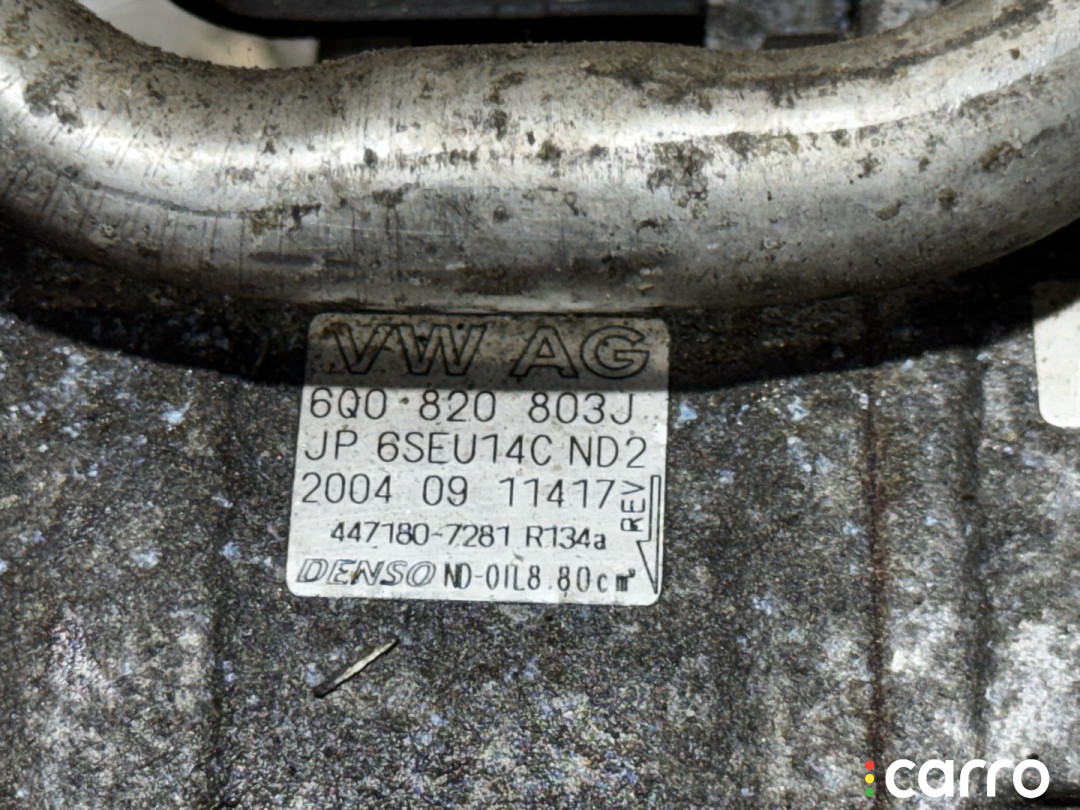 VW AG
6Q0 820 803J
JP 6SEU14C ND2
2004 09 11417
REV
447180-7281 R134a
DENSO ND-OIL8.80cm³
carro